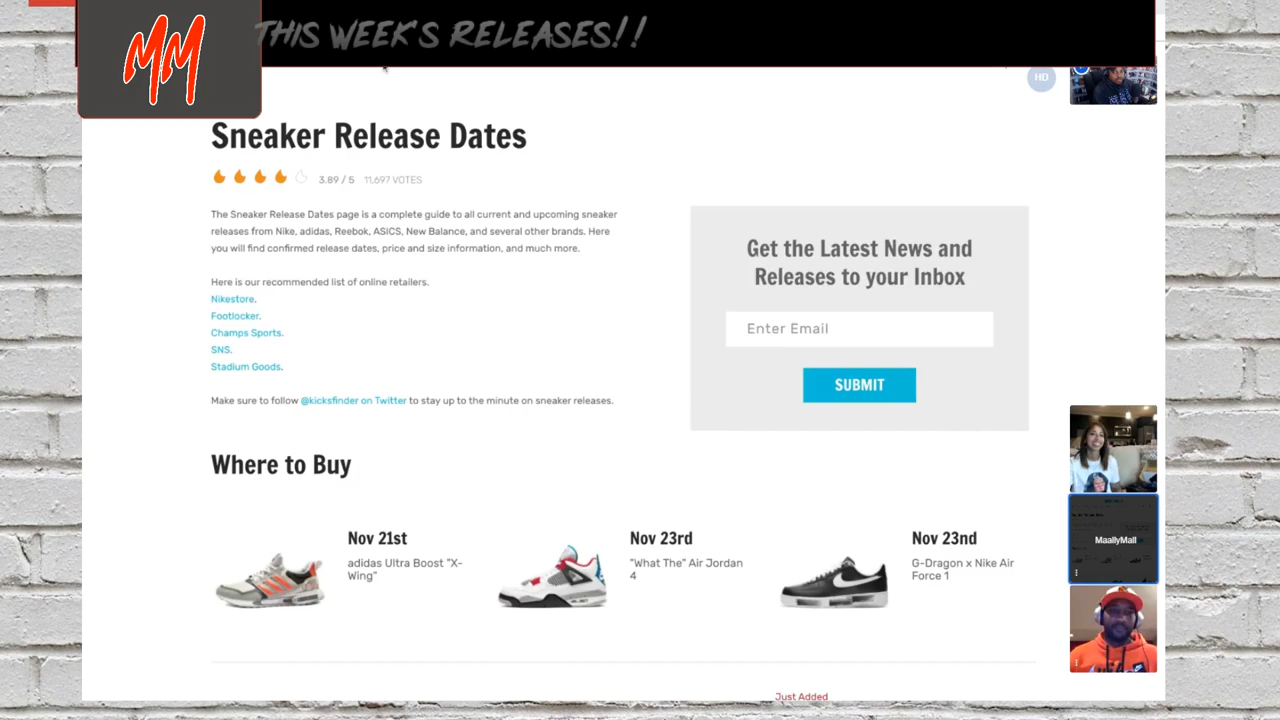 MM
THIS WEEK'S RELEASES!!
HD
Sneaker Release Dates
3.89 / 5 11,697 VOTES
The Sneaker Release Dates page is a complete guide to all current and upcoming sneaker
releases from Nike, adidas, Reebok, ASICS, New Balance, and several other brands. Here
you will find confirmed release dates, price and size information, and much more.
Here is our recommended list of online retailers.
Nikestore.
Footlocker.
Champs Sports.
SNS.
Stadium Goods.
Make sure to follow @kicksfinder on Twitter to stay up to the minute on sneaker releases.
Get the Latest News and
Releases to your Inbox
Enter Email
SUBMIT
Where to Buy
Nov 21st
adidas Ultra Boost "X-
Wing"
Nov 23rd
"What The" Air Jordan
4
Nov 23nd
G-Dragon x Nike Air
Force 1
MaallyMall
Just Added